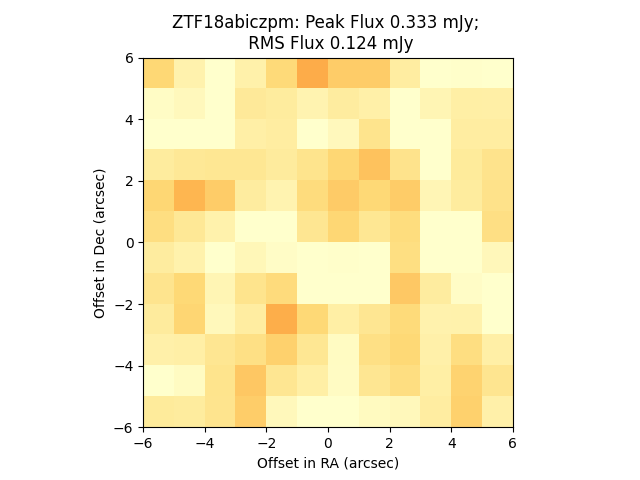 ZTF18abiczpm: Peak Flux 0.333 mJy;
RMS Flux 0.124 mJy
6
4
2
0
−2
−4
−6
Offset in Dec (arcsec)
−6 −4 −2 0 2 4 6
Offset in RA (arcsec)